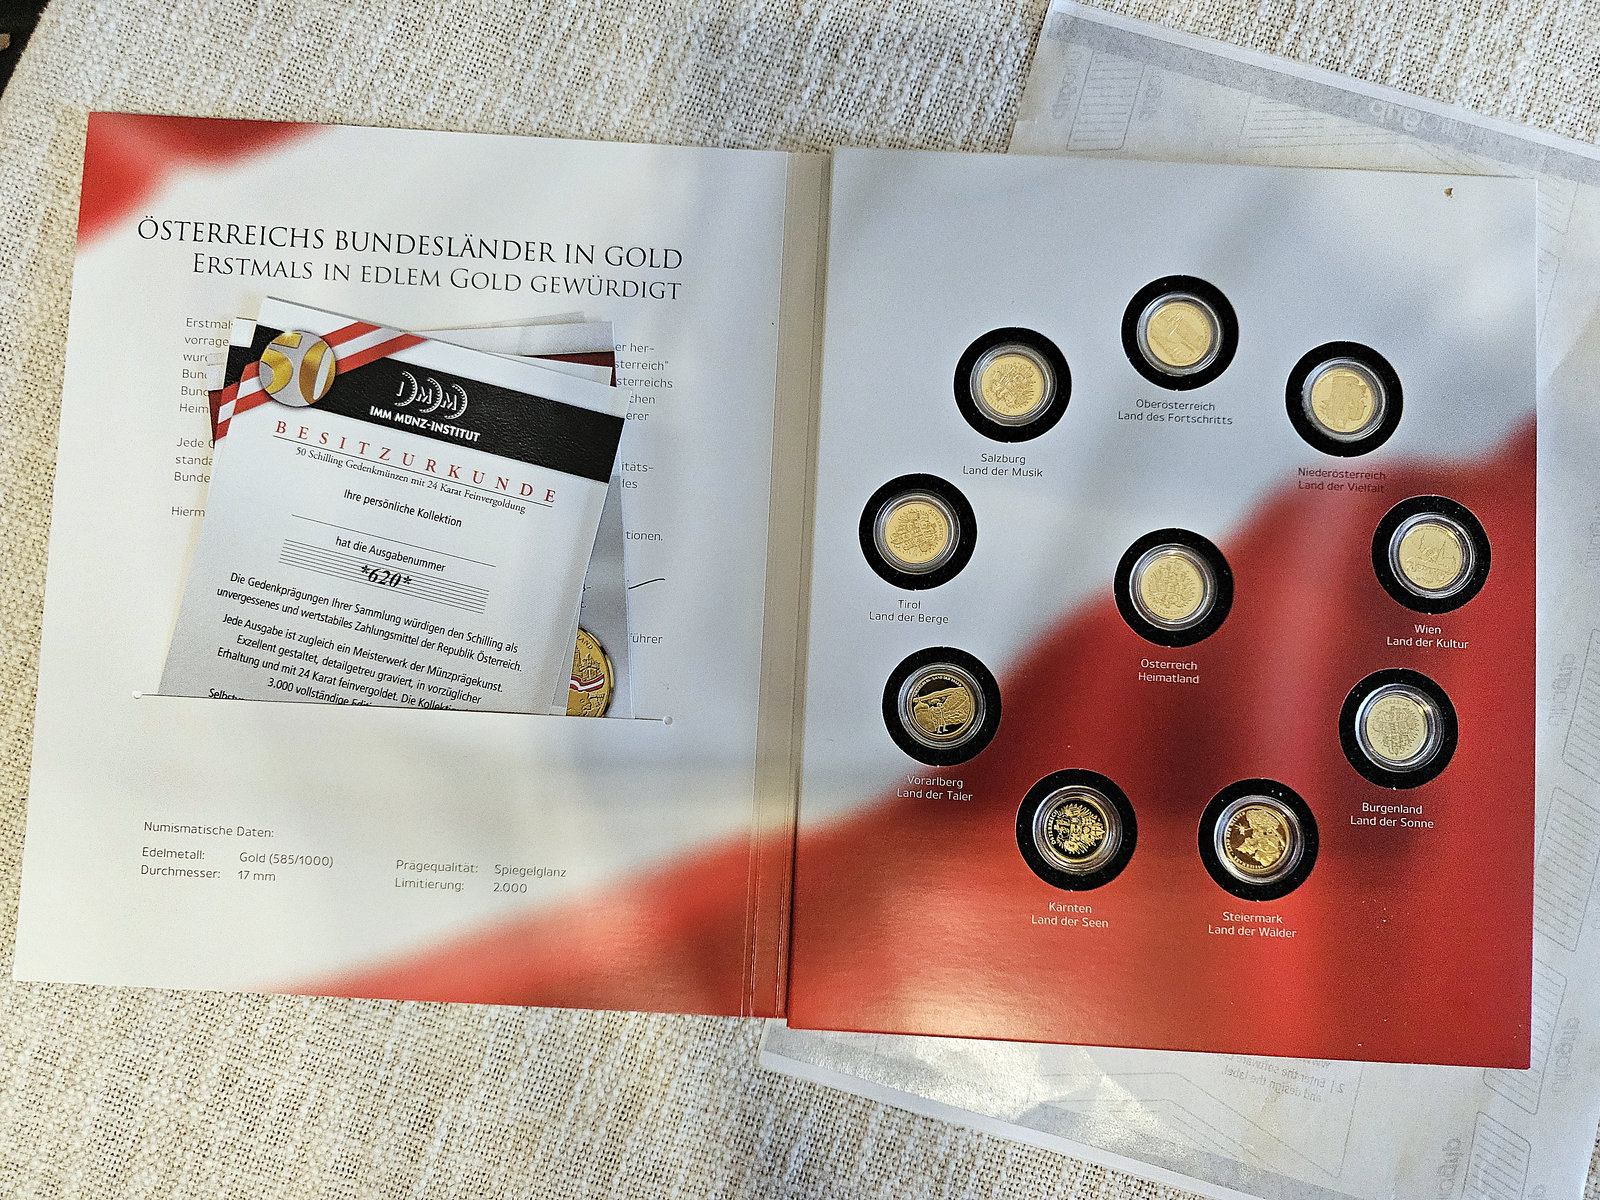 ÖSTERREICHS BUNDESLÄNDER IN GOLD
ERSTMALS IN EDLEM GOLD GEWÜRDIGT
50
IMM
IMM MÜNZ-INSTITUT
BESITZURKUNDE
50 Schilling Gedenkmünzen mit 24 Karat Feinvergoldung
Ihre persönliche Kollektion
hat die Ausgabenummer
*620*
Die Gedenkprägungen Ihrer Sammlung würdigen den Schilling als
unvergessenes und wertstabiles Zahlungsmittel der Republik Österreich.
Jede Ausgabe ist zugleich ein Meisterwerk der Münzprägekunst.
Exzellent gestaltet, detailgetreu graviert, in vorzüglicher
Erhaltung und mit 24 Karat feinvergoldet. Die
3.000 vollständige
Numismatische Daten:
Edelmetall: Gold (585/1000)
Durchmesser: 17 mm
Prägequalität: Spiegelglanz
Limitierung: 2.000
Oberösterreich
Land des Fortschritts
Salzburg
Land der Musik
Niederösterreich
Land der Vielfalt
Tirol
Land der Berge
Wien
Land der Kultur
Österreich
Heimatland
Vorarlberg
Land der Taler
Burgenland
Land der Sonne
Kärnten
Land der Seen
Steiermark
Land der Wälder